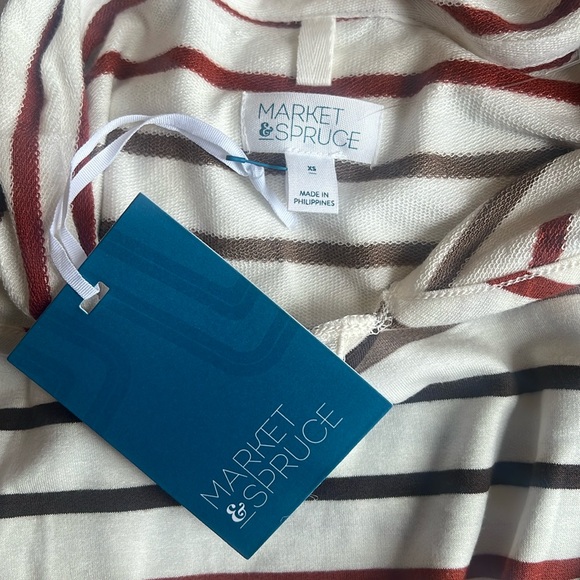 MARKET
&SPRUCE
XS
MADE IN
PHILIPPINES
MARKET
&SPRUCE